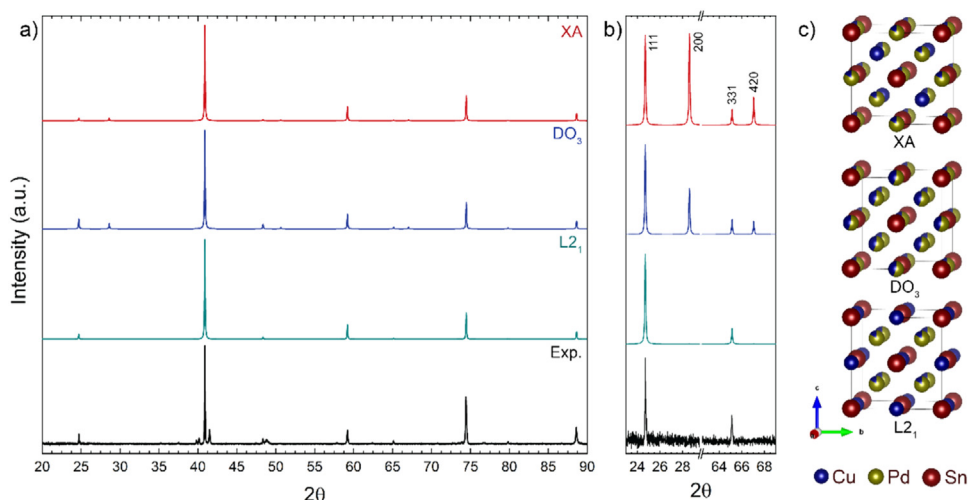 a)
XA
DO3
L21
Exp.
Intensity (a.u.)
20 25 30 35 40 45 50 55 60 65 70 75 80 85 90
2θ
b)
111
200
331
420
24 26 28 64 66 68
2θ
c)
XA
DO3
L21
c
b
Cu Pd Sn